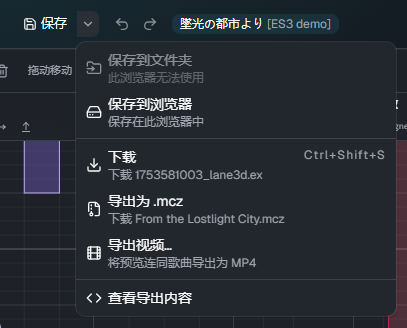 保存
墜光の都市より [ES3 demo]
拖动移动
保存到文件夹
此浏览器无法使用
保存到浏览器
保存在此浏览器中
下载 Ctrl+Shift+S
下载 1753581003_lane3d.ex
导出为 .mcz
下载 From the Lostlight City.mcz
导出视频...
将预览连同歌曲导出为 MP4
查看导出内容